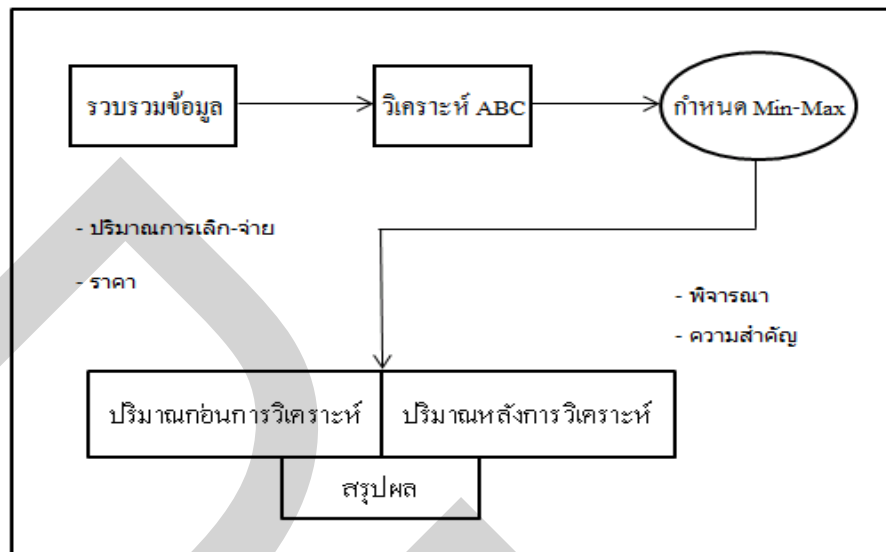 รวบรวมข้อมูล
วิเคราะห์ ABC
กำหนด Min-Max
- ปริมาณการเลิก-จ่าย
- ราคา
- พิจารณา
- ความสำคัญ
ปริมาณก่อนการวิเคราะห์
ปริมาณหลังการวิเคราะห์
สรุปผล